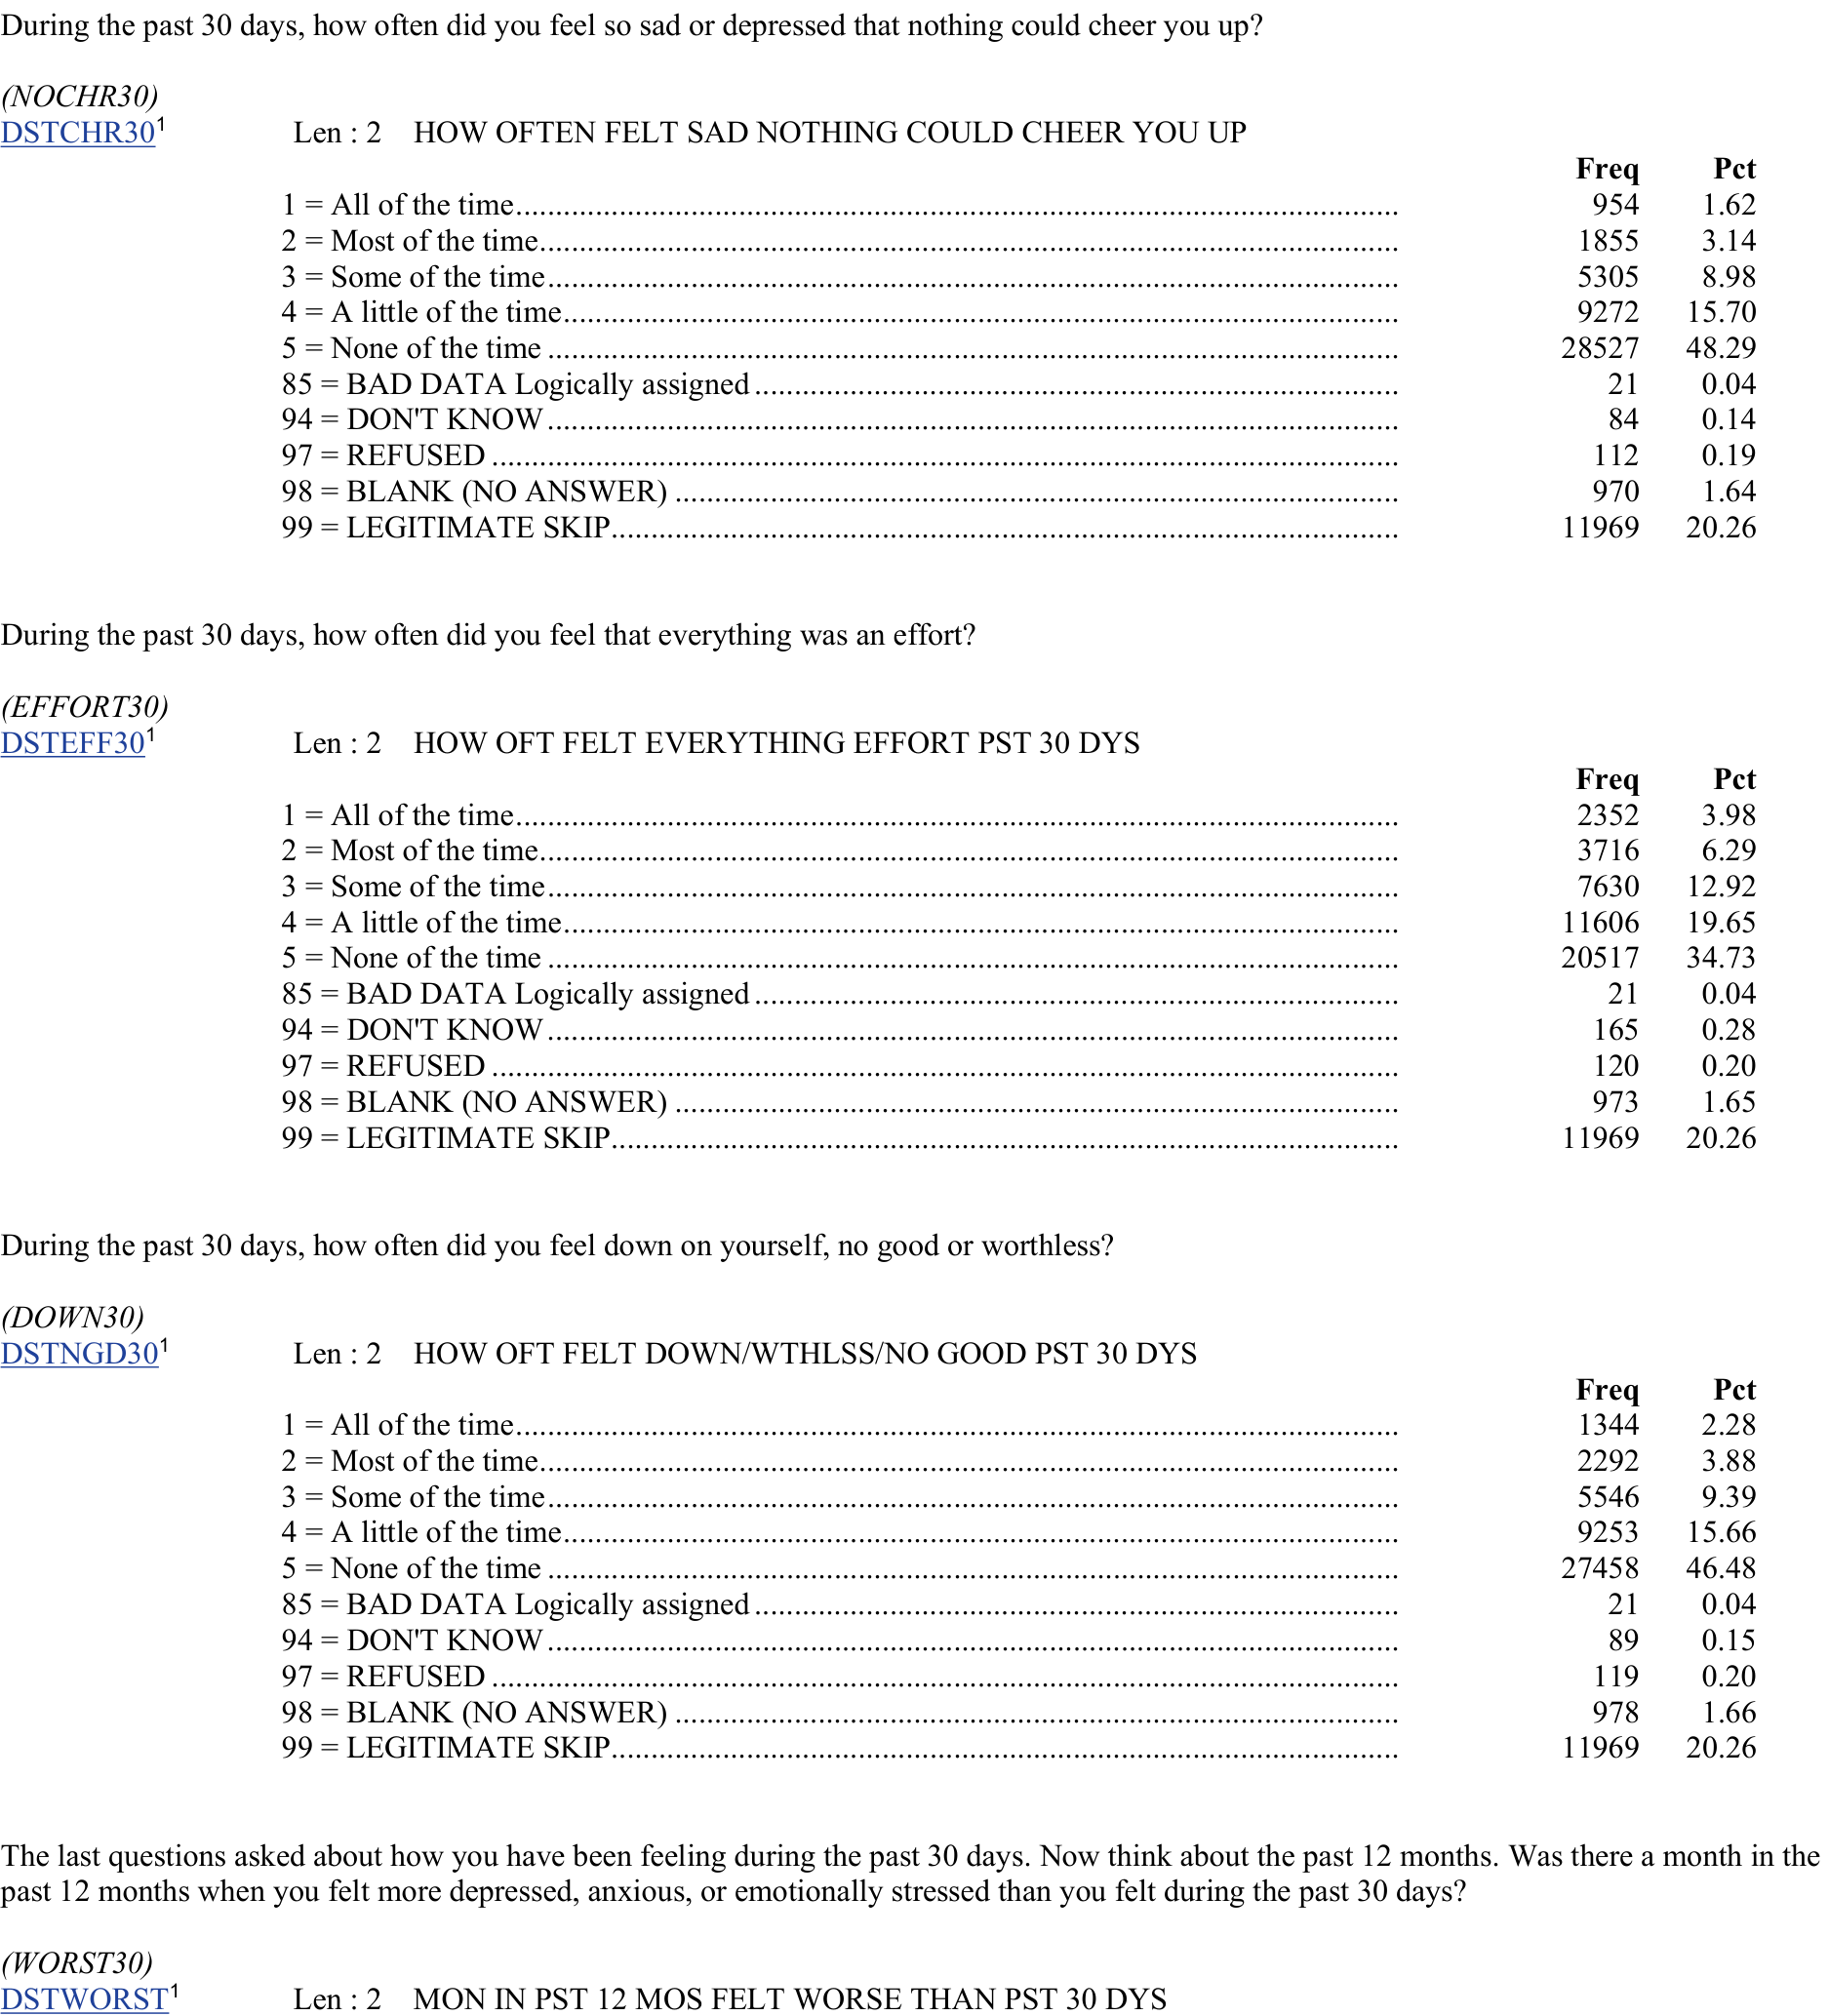 During the past 30 days, how often did you feel so sad or depressed that nothing could cheer you up?
(NOCHR30)
DSTCHR30¹ Len : 2 HOW OFTEN FELT SAD NOTHING COULD CHEER YOU UP
Freq Pct
1 = All of the time 954 1.62
2 = Most of the time 1855 3.14
3 = Some of the time 5305 8.98
4 = A little of the time 9272 15.70
5 = None of the time 28527 48.29
85 = BAD DATA Logically assigned 21 0.04
94 = DON'T KNOW 84 0.14
97 = REFUSED 112 0.19
98 = BLANK (NO ANSWER) 970 1.64
99 = LEGITIMATE SKIP 11969 20.26
During the past 30 days, how often did you feel that everything was an effort?
(EFFORT30)
DSTEFF30¹ Len : 2 HOW OFT FELT EVERYTHING EFFORT PST 30 DYS
Freq Pct
1 = All of the time 2352 3.98
2 = Most of the time 3716 6.29
3 = Some of the time 7630 12.92
4 = A little of the time 11606 19.65
5 = None of the time 20517 34.73
85 = BAD DATA Logically assigned 21 0.04
94 = DON'T KNOW 165 0.28
97 = REFUSED 120 0.20
98 = BLANK (NO ANSWER) 973 1.65
99 = LEGITIMATE SKIP 11969 20.26
During the past 30 days, how often did you feel down on yourself, no good or worthless?
(DOWN30)
DSTNGD30¹ Len : 2 HOW OFT FELT DOWN/WTHLSS/NO GOOD PST 30 DYS
Freq Pct
1 = All of the time 1344 2.28
2 = Most of the time 2292 3.88
3 = Some of the time 5546 9.39
4 = A little of the time 9253 15.66
5 = None of the time 27458 46.48
85 = BAD DATA Logically assigned 21 0.04
94 = DON'T KNOW 89 0.15
97 = REFUSED 119 0.20
98 = BLANK (NO ANSWER) 978 1.66
99 = LEGITIMATE SKIP 11969 20.26
The last questions asked about how you have been feeling during the past 30 days. Now think about the past 12 months. Was there a month in the
past 12 months when you felt more depressed, anxious, or emotionally stressed than you felt during the past 30 days?
(WORST30)
DSTWORST¹ Len : 2 MON IN PST 12 MOS FELT WORSE THAN PST 30 DYS